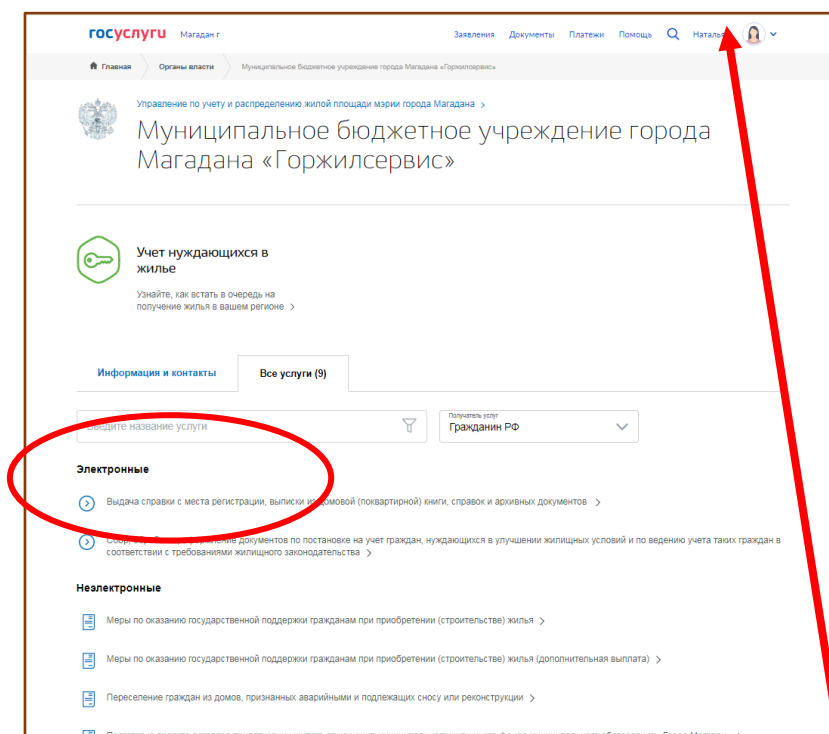 госуслуги Магадан г Заявления Документы Платежи Помощь Наталья
Главная Органы власти Муниципальное бюджетное учреждение города Магадана «Горжилсервис»
Управление по учету и распределению жилой площади мэрии города Магадана >
Муниципальное бюджетное учреждение города
Магадана «Горжилсервис»
Учет нуждающихся в
жилье
Узнайте, как встать в очередь на
получение жилья в вашем регионе >
Информация и контакты Все услуги (9)
Введите название услуги
Получатель услуг
Гражданин РФ
Электронные
Выдача справки с места регистрации, выписки из домовой (поквартирной) книги, справок и архивных документов >
документов по постановке на учет граждан, нуждающихся в улучшении жилищных условий и по ведению учета таких граждан в
соответствии с требованиями жилищного законодательства >
Неэлектронные
Меры по оказанию государственной поддержки гражданам при приобретении (строительстве) жилья >
Меры по оказанию государственной поддержки гражданам при приобретении (строительстве) жилья (дополнительная выплата) >
Переселение граждан из домов, признанных аварийными и подлежащих сносу или реконструкции >